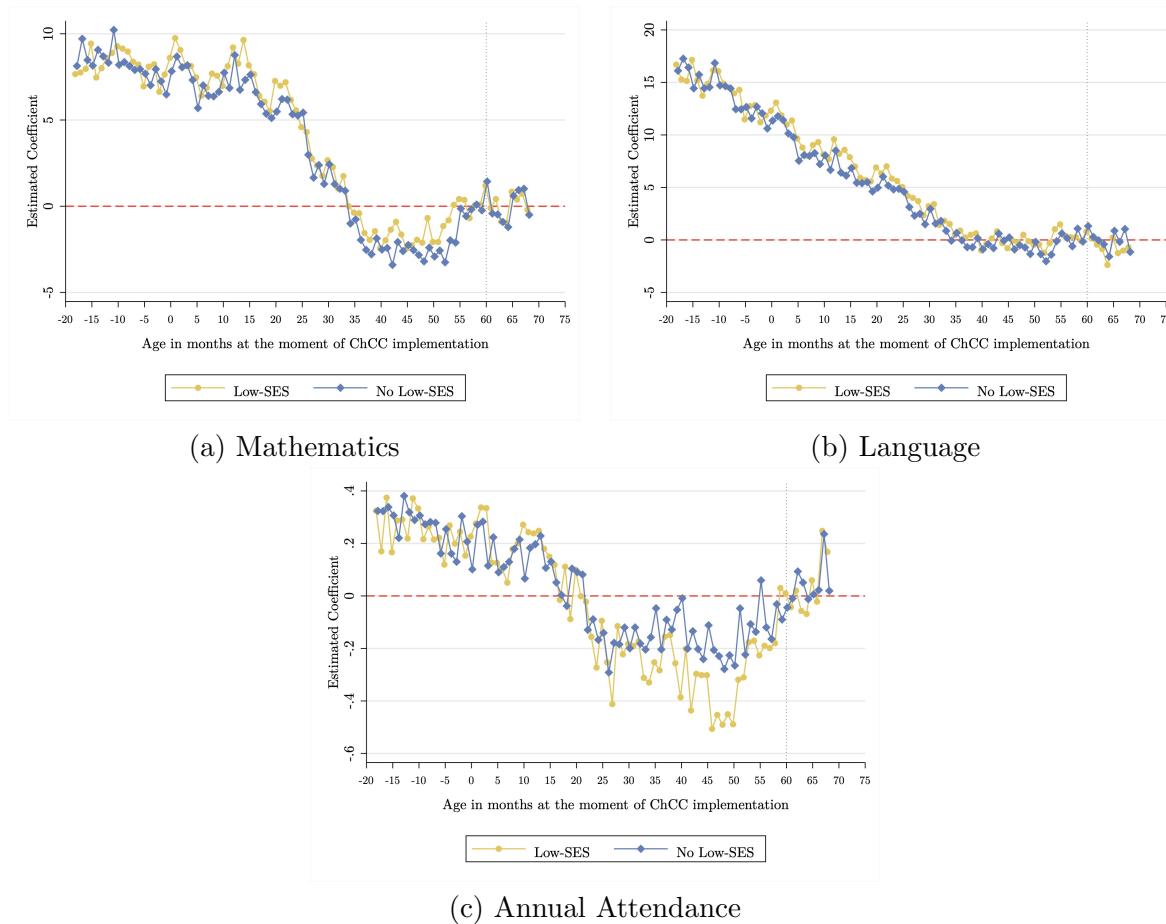 10
5
0
-5
Estimated Coefficient
-20 -15 -10 -5 0 5 10 15 20 25 30 35 40 45 50 55 60 65 70 75
Age in months at the moment of ChCC implementation
Low-SES No Low-SES
(a) Mathematics
20
15
10
5
0
-5
Estimated Coefficient
-20 -15 -10 -5 0 5 10 15 20 25 30 35 40 45 50 55 60 65 70 75
Age in months at the moment of ChCC implementation
Low-SES No Low-SES
(b) Language
.4
.2
0
-.2
-.4
-.6
Estimated Coefficient
-20 -15 -10 -5 0 5 10 15 20 25 30 35 40 45 50 55 60 65 70 75
Age in months at the moment of ChCC implementation
Low-SES No Low-SES
(c) Annual Attendance